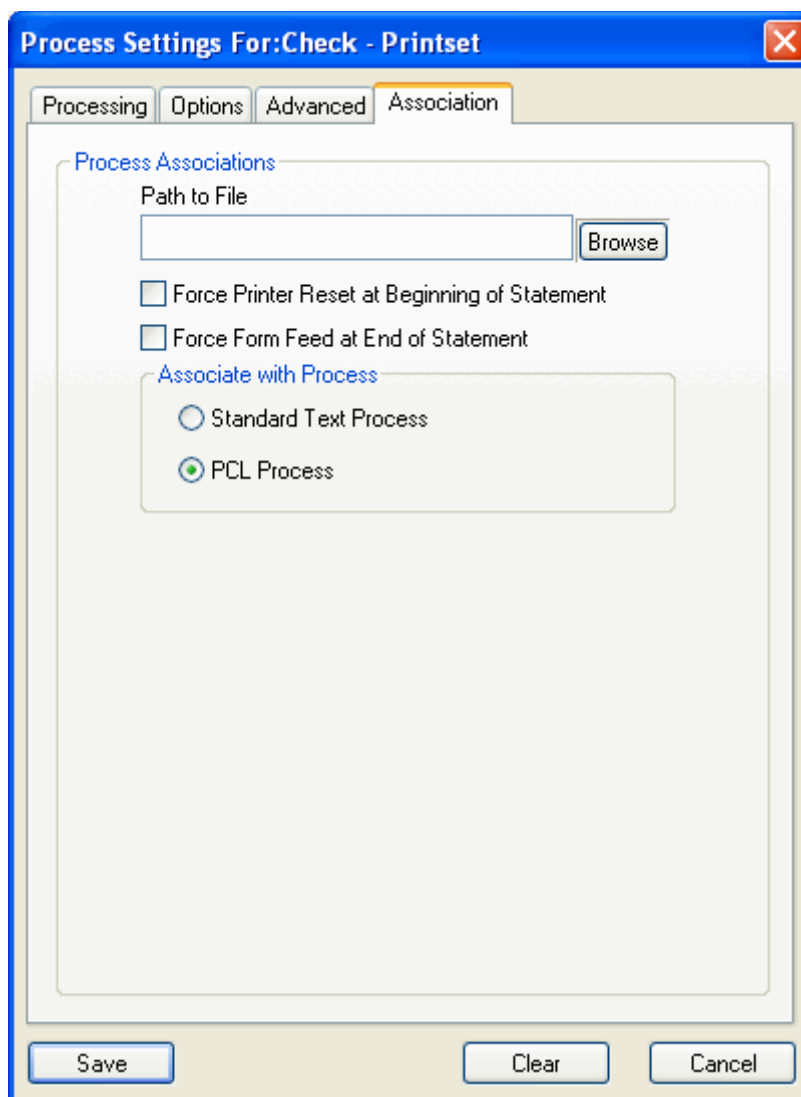 Process Settings For:Check - Printset
Processing Options Advanced Association
Process Associations
Path to File
Browse
Force Printer Reset at Beginning of Statement
Force Form Feed at End of Statement
Associate with Process
Standard Text Process
PCL Process
Save Clear Cancel